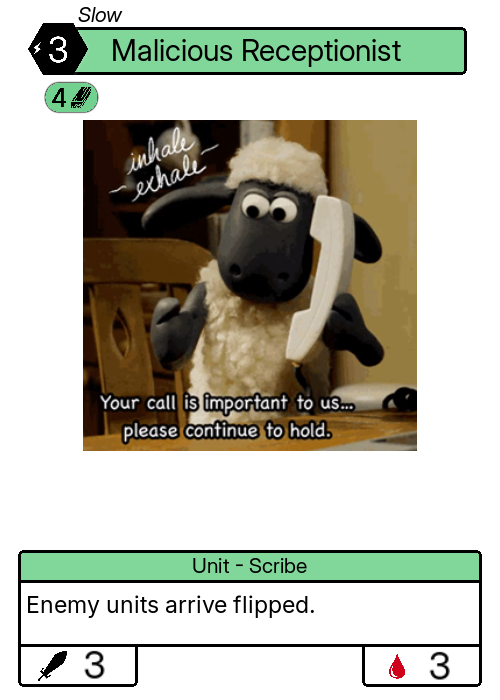 Slow
3 Malicious Receptionist
4
inhale
exhale
Your call is important to us...
please continue to hold.
Unit - Scribe
Enemy units arrive flipped.
3 3